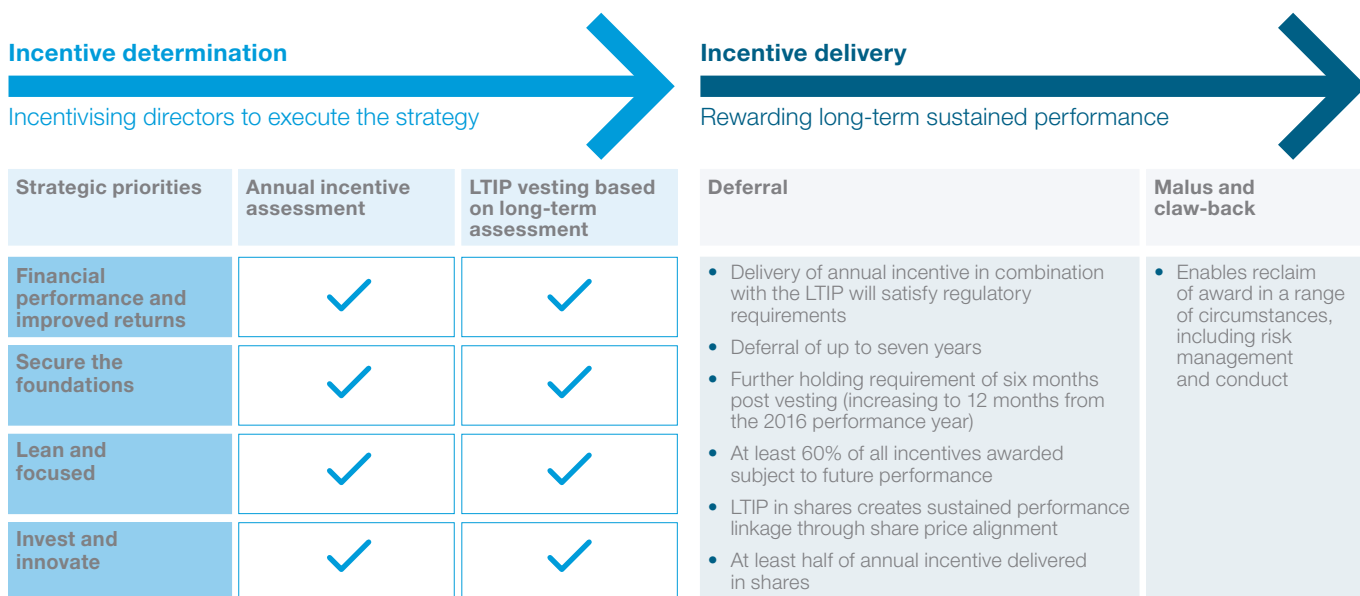 Incentive determination
Incentivising directors to execute the strategy
Incentive delivery
Rewarding long-term sustained performance
Strategic priorities
Annual incentive
assessment
LTIP vesting based
on long-term
assessment
Financial
performance and
improved returns
Secure the
foundations
Lean and
focused
Invest and
innovate
Deferral
• Delivery of annual incentive in combination
with the LTIP will satisfy regulatory
requirements
• Deferral of up to seven years
• Further holding requirement of six months
post vesting (increasing to 12 months from
the 2016 performance year)
• At least 60% of all incentives awarded
subject to future performance
• LTIP in shares creates sustained performance
linkage through share price alignment
• At least half of annual incentive delivered
in shares
Malus and
claw-back
• Enables reclaim
of award in a range
of circumstances,
including risk
management
and conduct